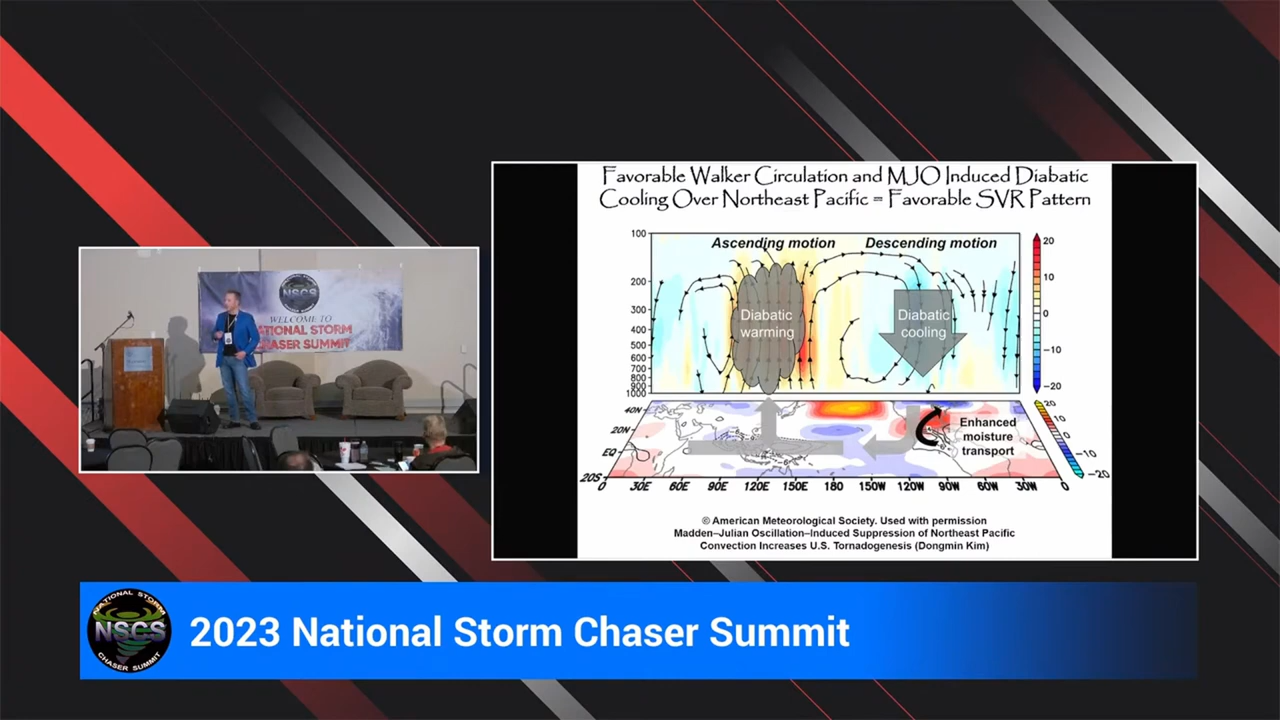 Favorable Walker Circulation and MJO Induced Diabatic
Cooling Over Northeast Pacific = Favorable SVR Pattern
Ascending motion
Descending motion
100
200
300
400
500
600
700
800
900
1000
Diabatic
warming
Diabatic
cooling
20
10
0
−10
−20
40N
20N
EQ
20S
0
30E
60E
90E
120E
150E
180
150W
120W
90W
60W
30W
0
Enhanced
moisture
transport
20
10
0
−10
−20
© American Meteorological Society. Used with permission
Madden–Julian Oscillation–Induced Suppression of Northeast Pacific
Convection Increases U.S. Tornadogenesis (Dongmin Kim)
NSCS
WELCOME TO
NATIONAL STORM
CHASER SUMMIT
NATIONAL STORM
NSCS
CHASER SUMMIT
2023 National Storm Chaser Summit